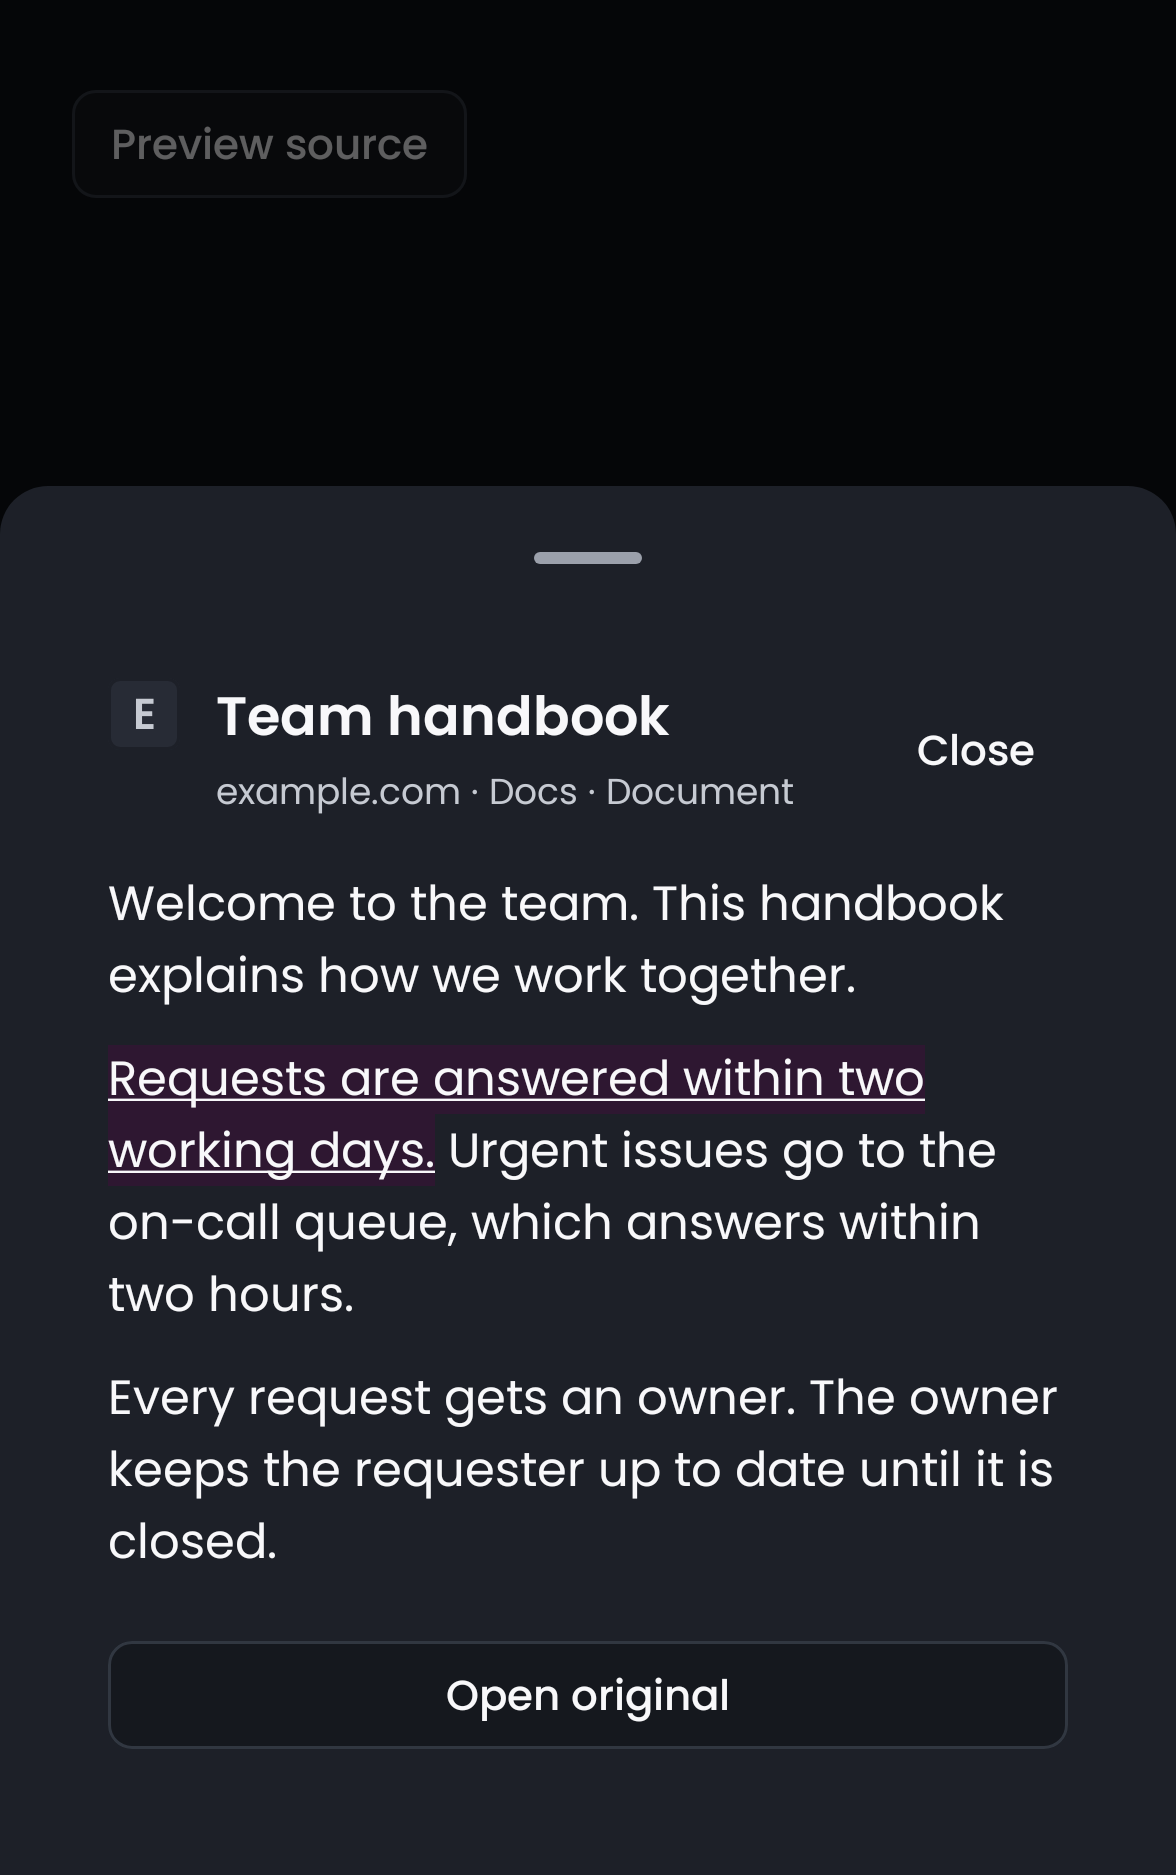 Preview source
E
Team handbook
Close
example.com · Docs · Document
Welcome to the team. This handbook
explains how we work together.
Requests are answered within two
working days. Urgent issues go to the
on-call queue, which answers within
two hours.
Every request gets an owner. The owner
keeps the requester up to date until it is
closed.
Open original